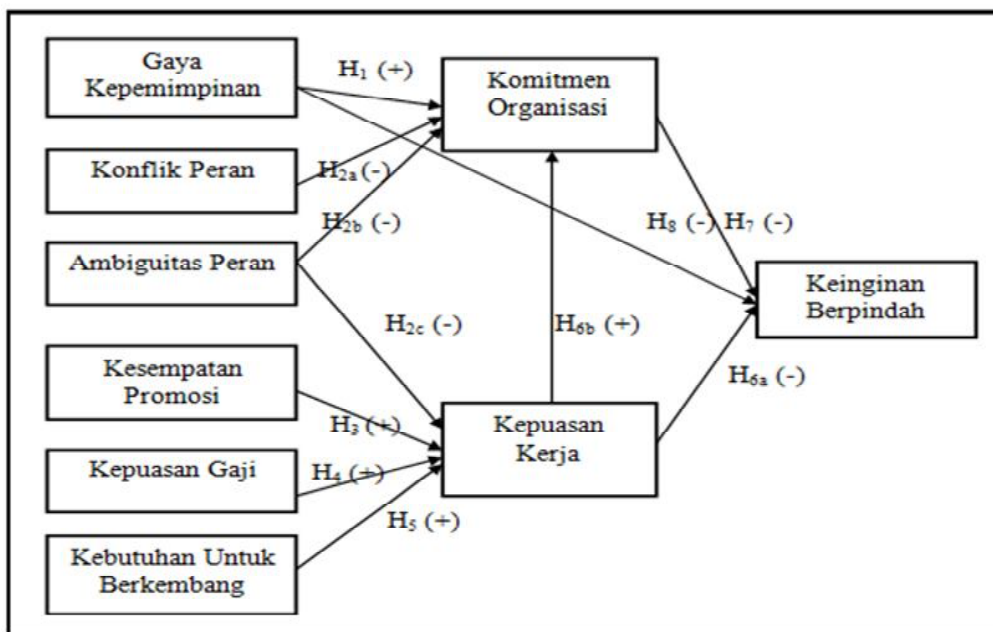 Gaya
Kepemimpinan
H₁ (+)
Komitmen
Organisasi
Konflik Peran
H₂ₐ (-)
H₂b (-)
H₈ (-)
H₇ (-)
Ambiguitas Peran
Keinginan
Berpindah
H₂c (-)
H₆b (+)
Kesempatan
Promosi
H₆ₐ (-)
H₃ (+)
Kepuasan
Kerja
Kepuasan Gaji
H₄ (+)
H₅ (+)
Kebutuhan Untuk
Berkembang